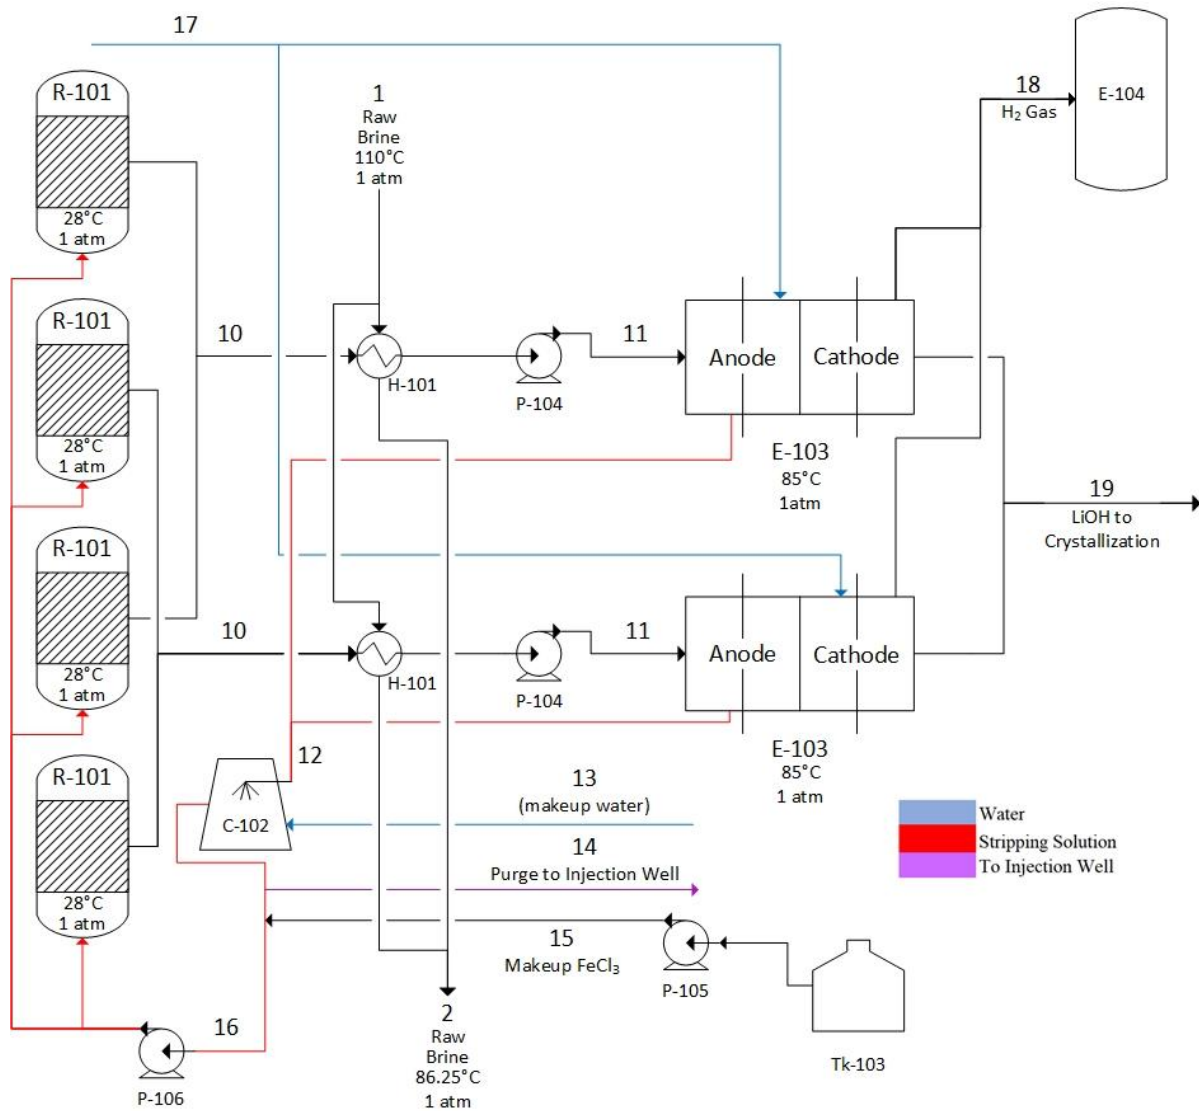 17
R-101
28°C
1 atm
1
Raw
Brine
110°C
1 atm
18
H₂ Gas
E-104
R-101
28°C
1 atm
10
H-101
P-104
11
Anode
Cathode
E-103
85°C
1atm
19
LiOH to
Crystallization
R-101
28°C
1 atm
10
H-101
P-104
11
Anode
Cathode
E-103
85°C
1 atm
R-101
28°C
1 atm
12
C-102
13
(makeup water)
14
Purge to Injection Well
15
Makeup FeCl₃
P-105
Tk-103
16
P-106
2
Raw
Brine
86.25°C
1 atm
Water
Stripping Solution
To Injection Well